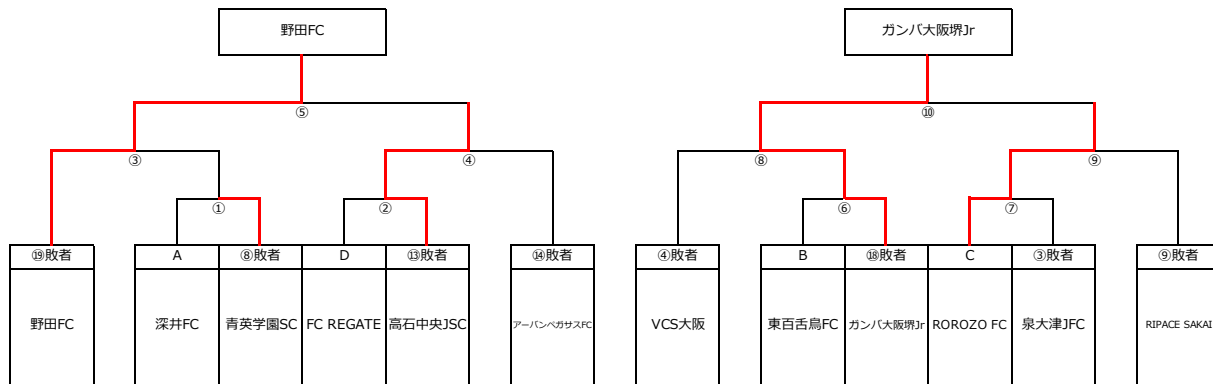 野田FC
ガンバ大阪堺Jr
⑤
⑩
③
④
⑧
⑨
①
②
⑥
⑦
⑲敗者
A
⑧敗者
D
⑬敗者
⑭敗者
④敗者
B
⑱敗者
C
③敗者
⑨敗者
野田FC
深井FC
青英学園SC
FC REGATE
高石中央JSC
アーバンペガサスFC
VCS大阪
東百舌鳥FC
ガンバ大阪堺Jr
ROROZO FC
泉大津JFC
RIPACE SAKAI